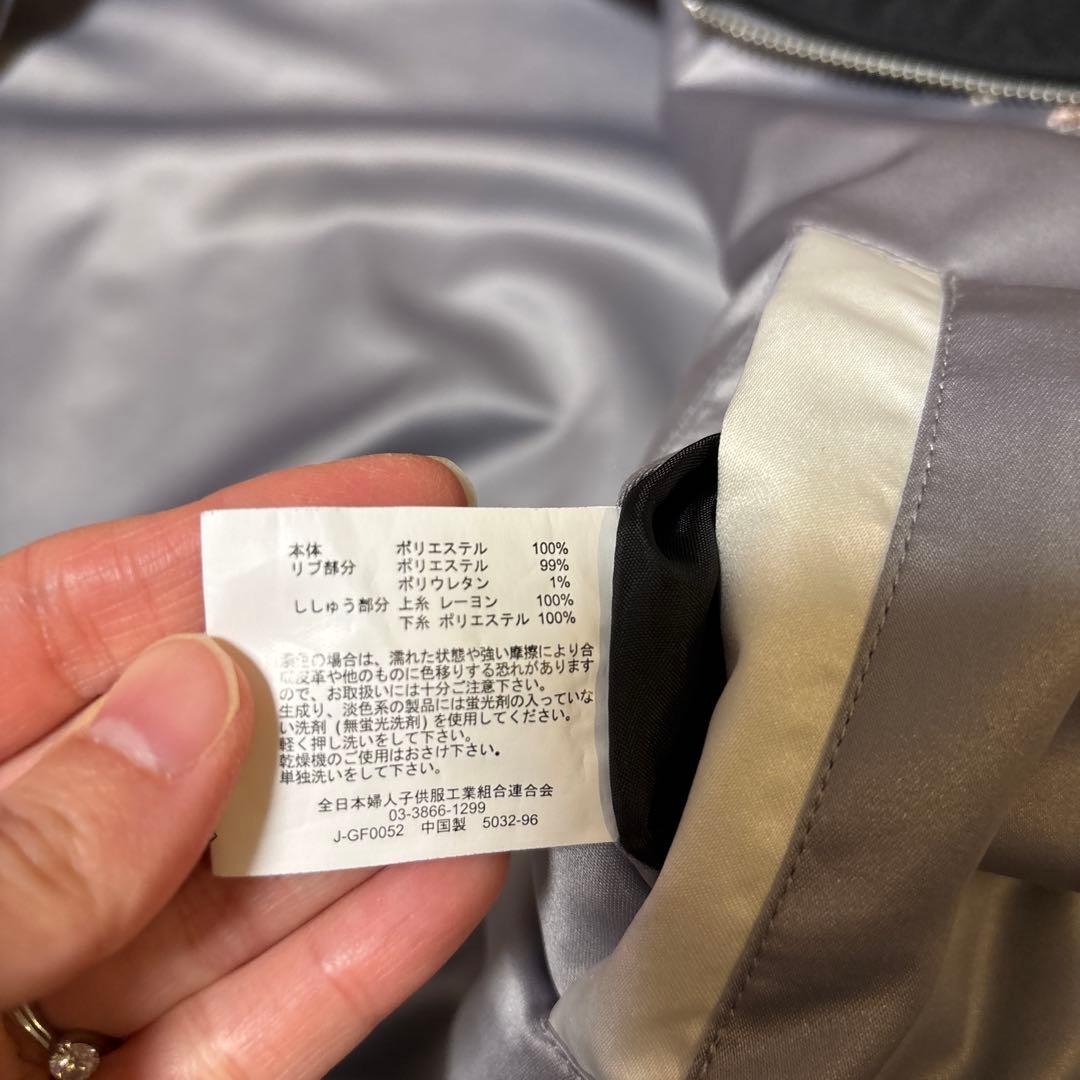 本体 ポリエステル 100%
リブ部分 ポリエステル 99%
ポリウレタン 1%
ししゅう部分 上糸 レーヨン 100%
下糸 ポリエステル 100%
の場合は、濡れた状態や強い摩擦により合
皮革や他のものに色移りする恐れがあります
ので、お取扱いには十分ご注意下さい。
生成り、淡色系の製品には蛍光剤の入っていな
い洗剤(無蛍光洗剤)を使用してください。
軽く押し洗いをして下さい。
乾燥機のご使用はおさけ下さい。
単独洗いをして下さい。
全日本婦人子供服工業組合連合会
03-3866-1299
J-GF0052 中国製 5032-96